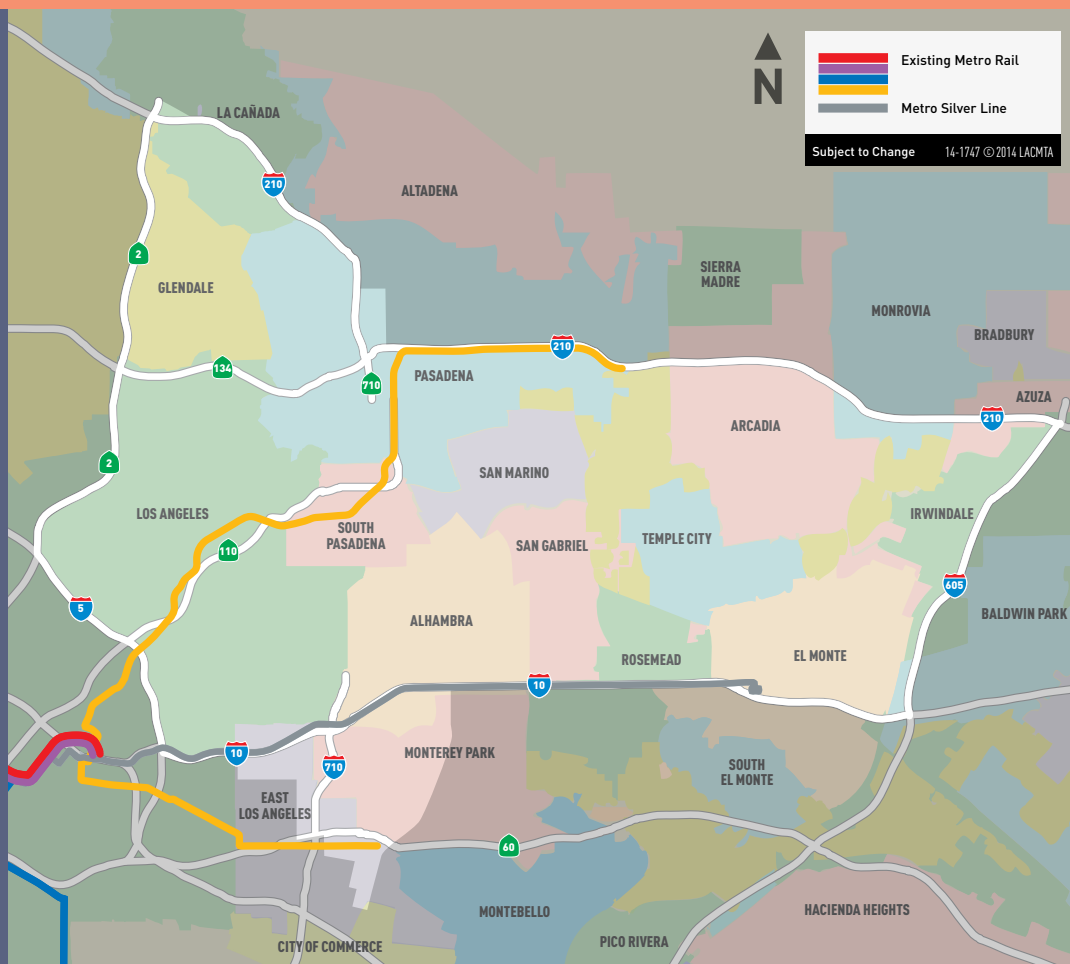 N
Existing Metro Rail
Metro Silver Line
Subject to Change 14-1747 © 2014 LACMTA
LA CAÑADA
210
ALTADENA
2
SIERRA
MADRE
GLENDALE
MONROVIA
BRADBURY
210
134
PASADENA
710
AZUZA
210
ARCADIA
2
SAN MARINO
LOS ANGELES
IRWINDALE
SOUTH
PASADENA
TEMPLE CITY
SAN GABRIEL
110
605
5
BALDWIN PARK
ALHAMBRA
EL MONTE
ROSEMEAD
10
10
MONTEREY PARK
710
SOUTH
EL MONTE
EAST
LOS ANGELES
60
MONTEBELLO
HACIENDA HEIGHTS
PICO RIVERA
CITY OF COMMERCE